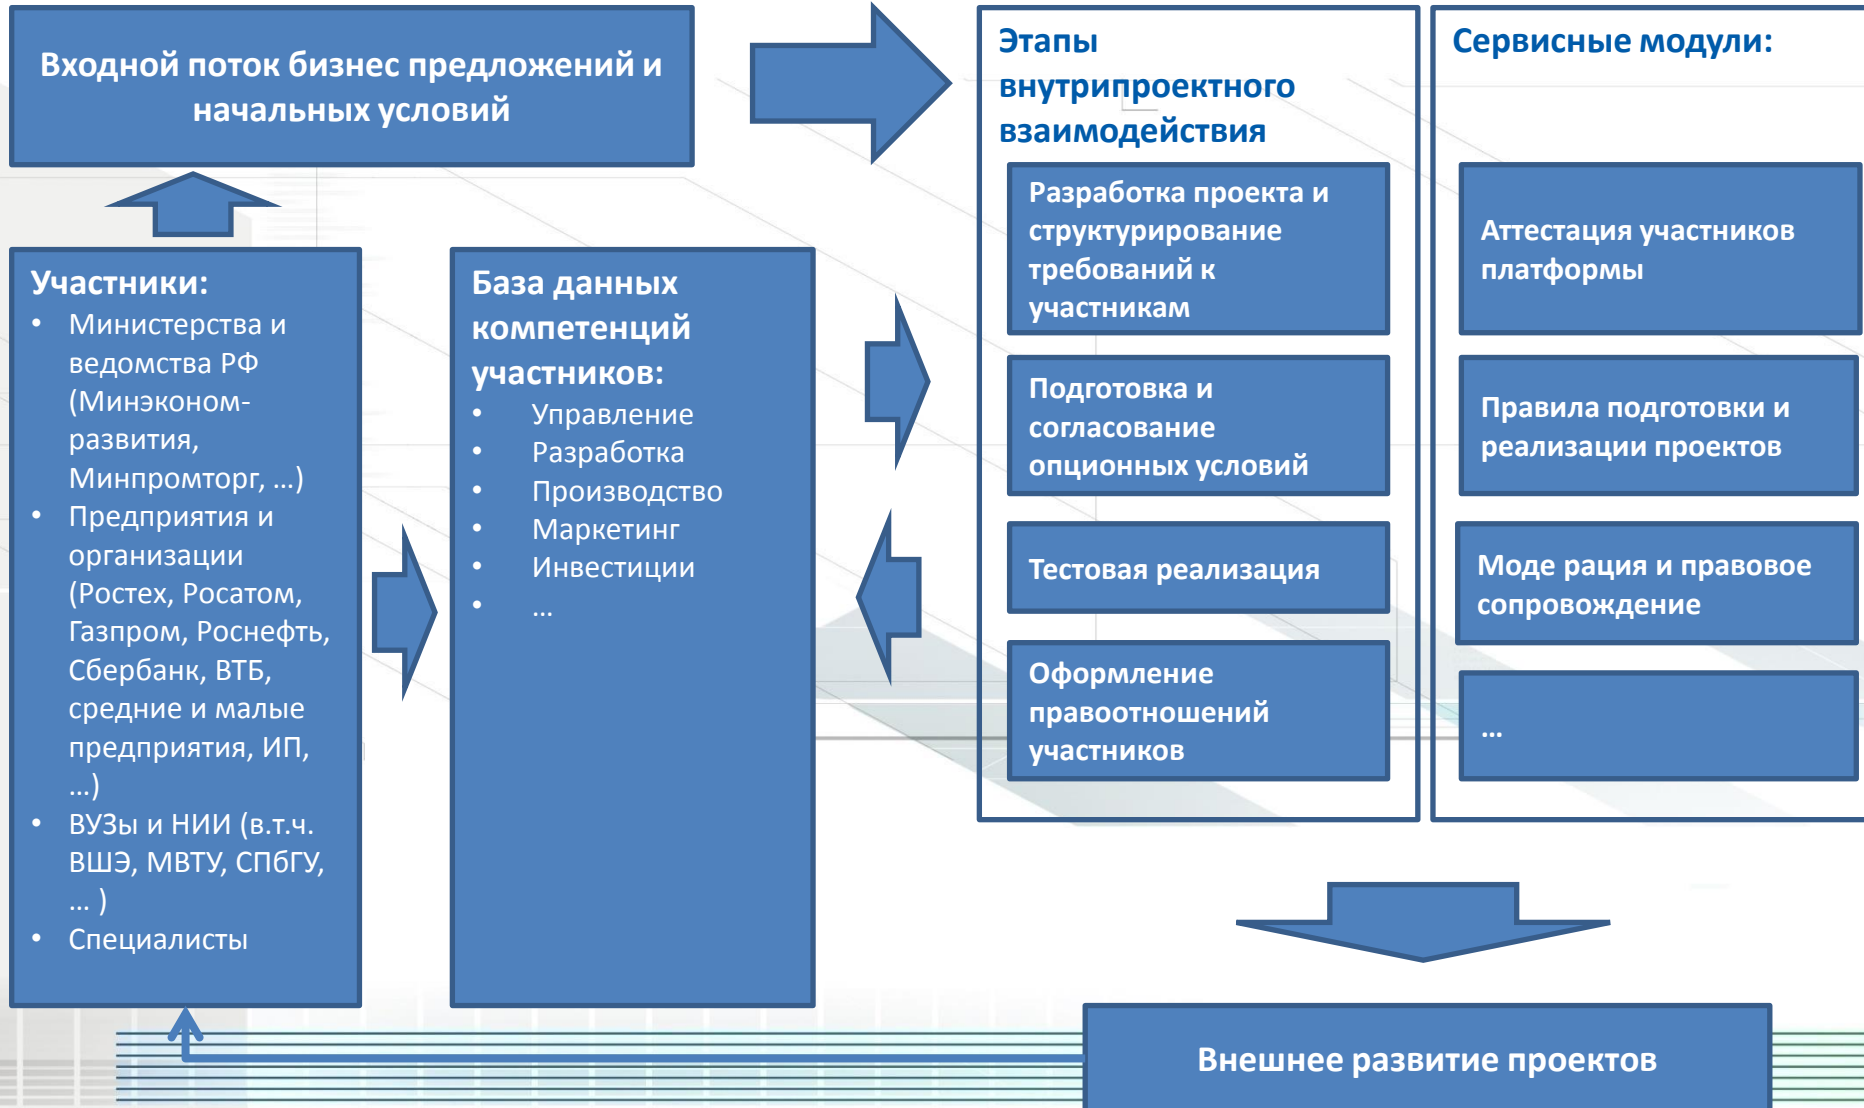 Входной поток бизнес предложений и
начальных условий
Участники:
• Министерства и
ведомства РФ
(Минэконом-
развития,
Минпромторг, …)
• Предприятия и
организации
(Ростех, Росатом,
Газпром, Роснефть,
Сбербанк, ВТБ,
средние и малые
предприятия, ИП,
…)
• ВУЗы и НИИ (в.т.ч.
ВШЭ, МВТУ, СПбГУ,
… )
• Специалисты
База данных
компетенций
участников:
• Управление
• Разработка
• Производство
• Маркетинг
• Инвестиции
• …
Этапы
внутрипроектного
взаимодействия
Разработка проекта и
структурирование
требований к
участникам
Подготовка и
согласование
опционных условий
Тестовая реализация
Оформление
правоотношений
участников
Сервисные модули:
Аттестация участников
платформы
Правила подготовки и
реализации проектов
Моде рация и правовое
сопровождение
…
Внешнее развитие проектов